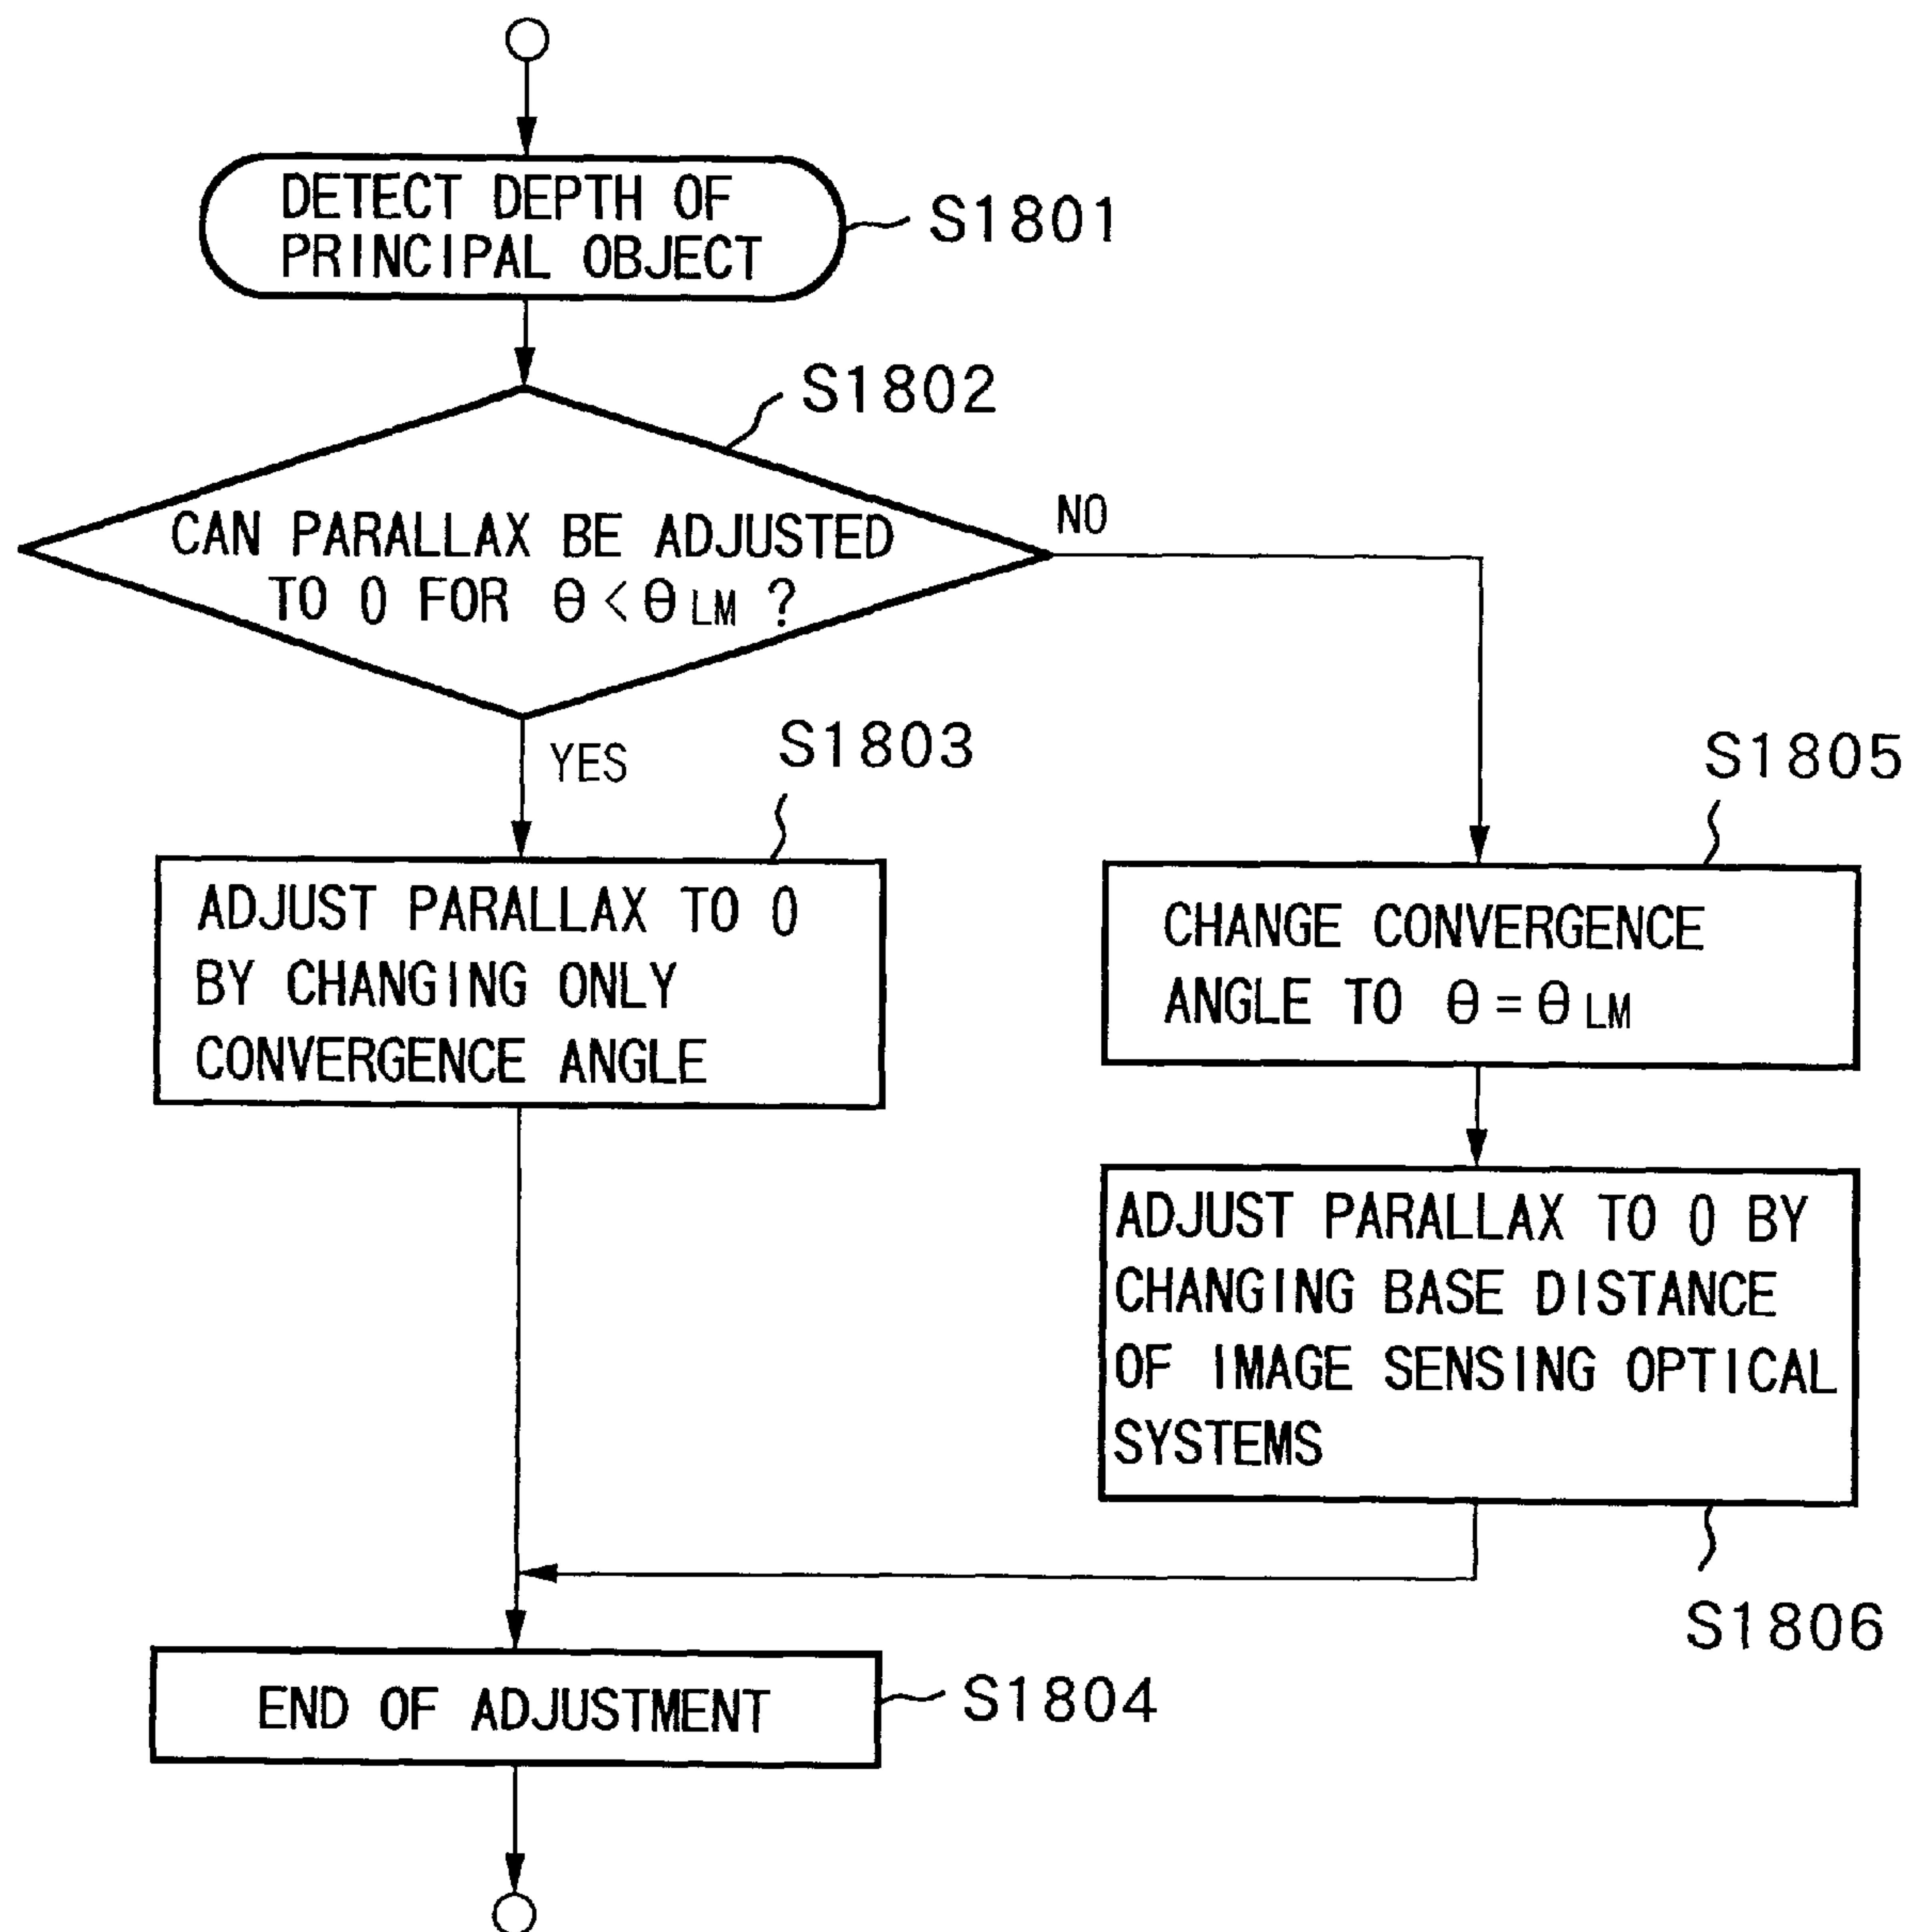 DETECT DEPTH OF
PRINCIPAL OBJECT
S1801
S1802
CAN PARALLAX BE ADJUSTED
TO 0 FOR θ < θLM ?
NO
YES
S1803
ADJUST PARALLAX TO 0
BY CHANGING ONLY
CONVERGENCE ANGLE
S1805
CHANGE CONVERGENCE
ANGLE TO θ = θLM
ADJUST PARALLAX TO 0 BY
CHANGING BASE DISTANCE
OF IMAGE SENSING OPTICAL
SYSTEMS
S1806
END OF ADJUSTMENT
S1804